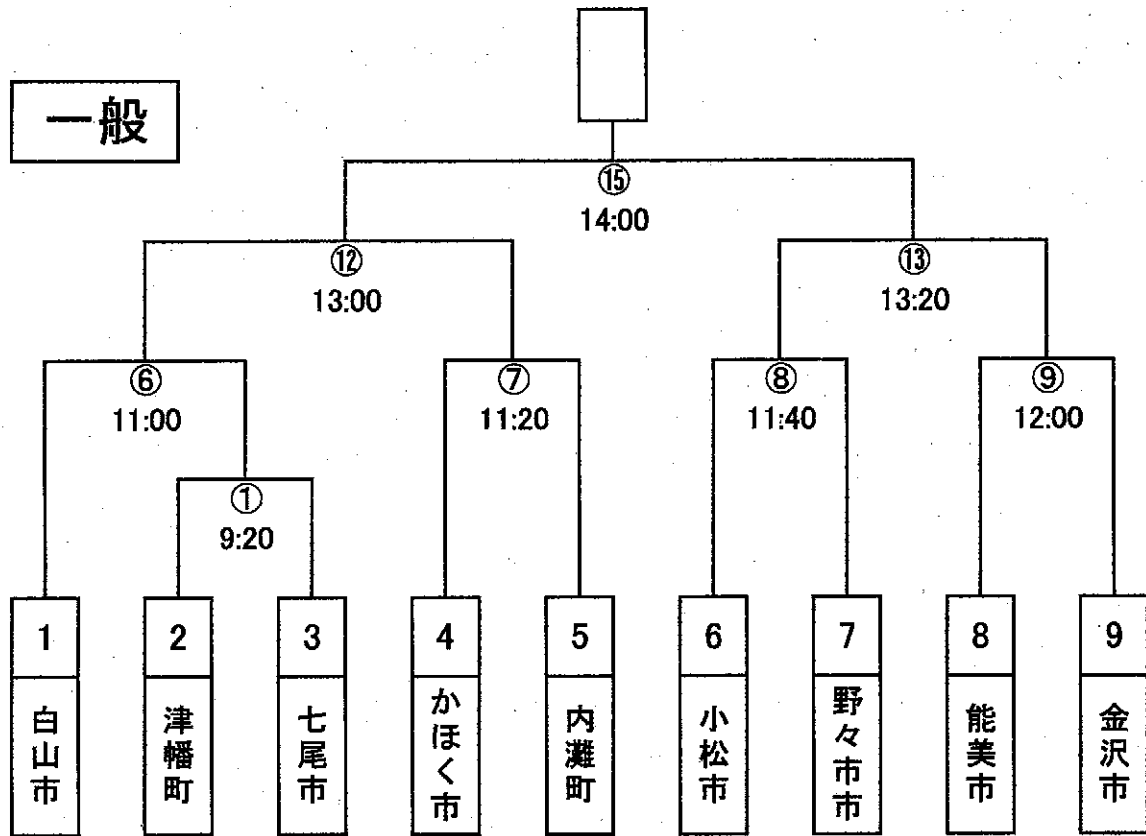 一般
⑮
14:00
⑫
13:00
⑬
13:20
⑥
11:00
⑦
11:20
⑧
11:40
⑨
12:00
①
9:20
1
2
3
4
5
6
7
8
9
白山市
津幡町
七尾市
かほく市
内灘町
小松市
野々市市
能美市
金沢市